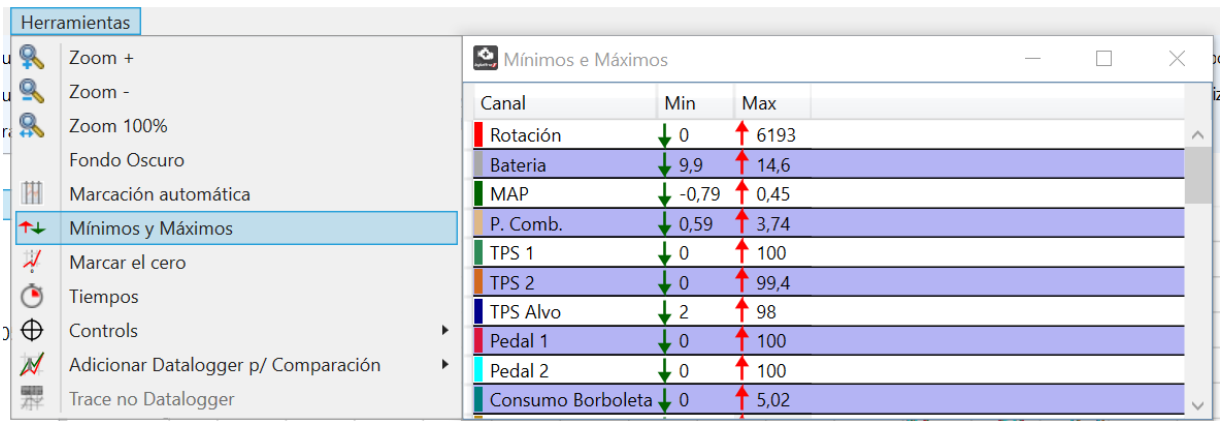 Herramientas
Zoom +
Zoom -
Zoom 100%
Fondo Oscuro
Marcación automática
Mínimos y Máximos
Marcar el cero
Tiempos
Controls
Adicionar Datalogger p/ Comparación
Trace no Datalogger
Mínimos e Máximos
Canal Min Max
Rotación 0 6193
Bateria 9,9 14,6
MAP -0,79 0,45
P. Comb. 0,59 3,74
TPS 1 0 100
TPS 2 0 99,4
TPS Alvo 2 98
Pedal 1 0 100
Pedal 2 0 100
Consumo Borboleta 0 5,02